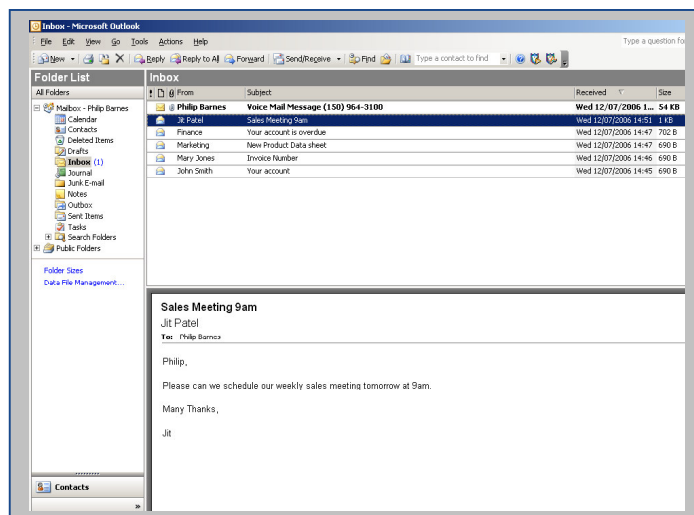 Inbox - Microsoft Outlook
File Edit View Go Tools Actions Help Type a question fo
New Reply Reply to All Forward Send/Receive Find Type a contact to find
Folder List Inbox
All Folders ! From Subject Received Size
Mailbox - Philip Barnes
Calendar
Contacts
Deleted Items
Drafts
Inbox (1)
Journal
Junk E-mail
Notes
Outbox
Sent Items
Tasks
Search Folders
Public Folders
Folder Sizes
Data File Management...
Philip Barnes Voice Mail Message (150) 964-3100 Wed 12/07/2006 1... 54 KB
Jit Patel Sales Meeting 9am Wed 12/07/2006 14:51 1 KB
Finance Your account is overdue Wed 12/07/2006 14:47 702 B
Marketing New Product Data sheet Wed 12/07/2006 14:47 690 B
Mary Jones Invoice Number Wed 12/07/2006 14:46 690 B
John Smith Your account Wed 12/07/2006 14:45 690 B
Sales Meeting 9am
Jit Patel
To: Philip Barnes
Philip,
Please can we schedule our weekly sales meeting tomorrow at 9am.
Many Thanks,
Jit
Contacts
»